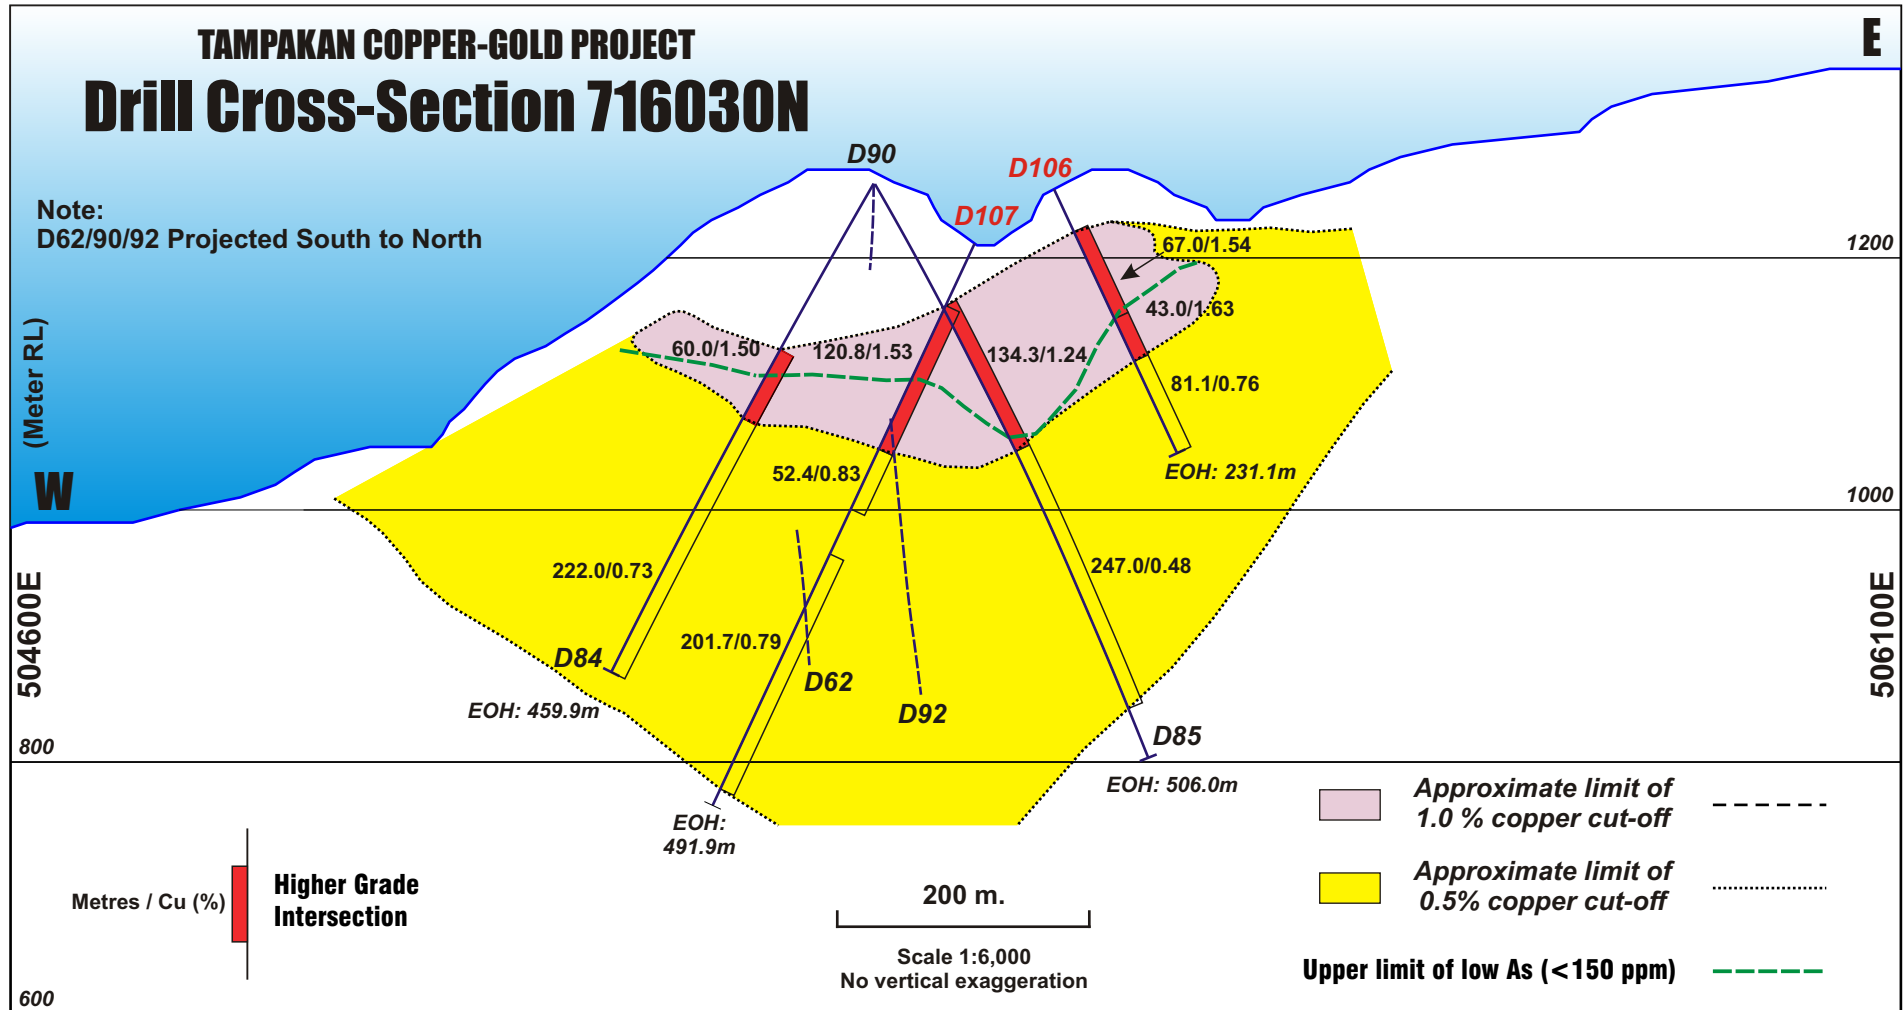 TAMPAKAN COPPER-GOLD PROJECT
Drill Cross-Section 716030N
E
Note:
D62/90/92 Projected South to North
D90
D106
D107
67.0/1.54
1200
43.0/1.63
60.0/1.50
120.8/1.53
134.3/1.24
81.1/0.76
(Meter RL)
W
52.4/0.83
EOH: 231.1m
1000
504600E
222.0/0.73
247.0/0.48
506100E
201.7/0.79
D84
D62
EOH: 459.9m
D92
D85
800
EOH: 506.0m
EOH:
491.9m
Approximate limit of
1.0 % copper cut-off
Approximate limit of
0.5% copper cut-off
Upper limit of low As (<150 ppm)
Metres / Cu (%)
Higher Grade
Intersection
200 m.
Scale 1:6,000
No vertical exaggeration
600